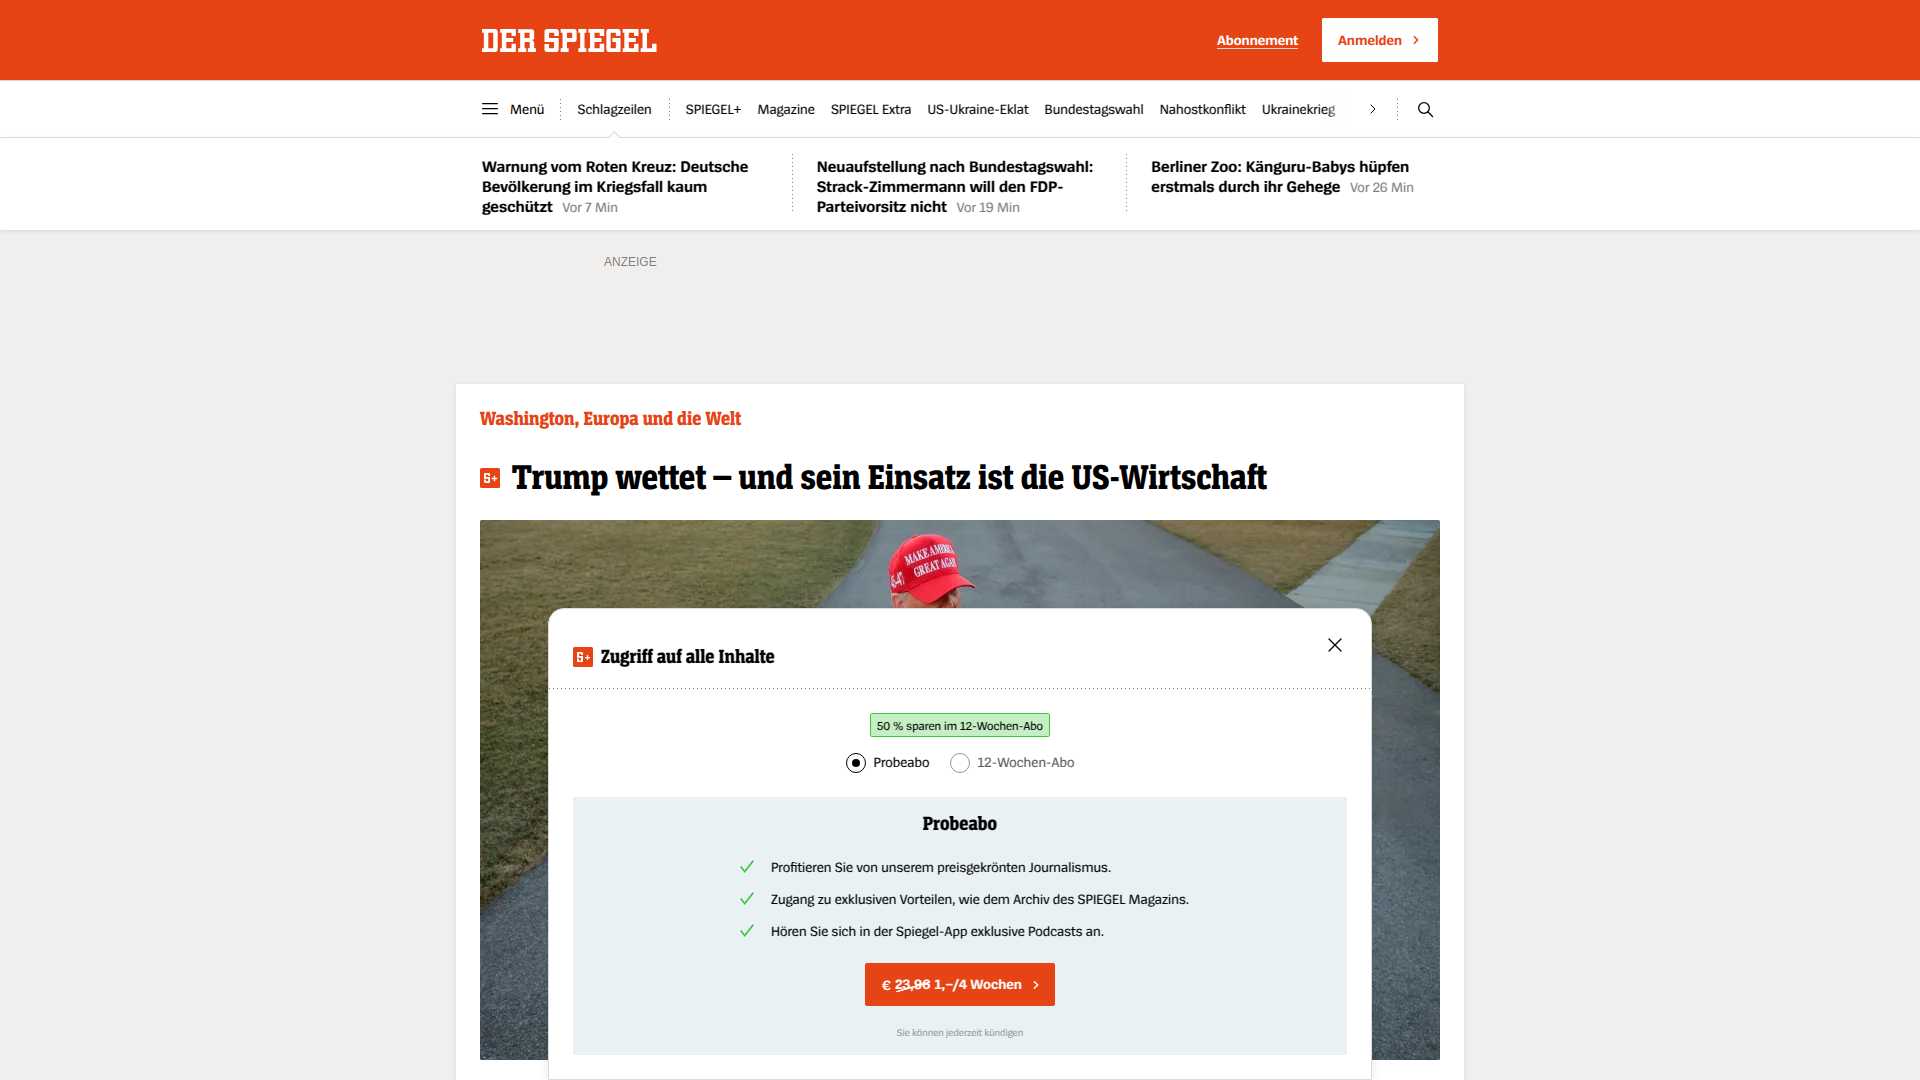 DER SPIEGEL
Abonnement
Anmelden
Menü
Schlagzeilen
SPIEGEL+
Magazine
SPIEGEL Extra
US-Ukraine-Eklat
Bundestagswahl
Nahostkonflikt
Ukrainekrieg
Warnung vom Roten Kreuz: Deutsche
Bevölkerung im Kriegsfall kaum
geschützt Vor 7 Min
Neuaufstellung nach Bundestagswahl:
Strack-Zimmermann will den FDP-
Parteivorsitz nicht Vor 19 Min
Berliner Zoo: Känguru-Babys hüpfen
erstmals durch ihr Gehege Vor 26 Min
ANZEIGE
Washington, Europa und die Welt
S+ Trump wettet – und sein Einsatz ist die US-Wirtschaft
MAKE AMERICA
GREAT AGAIN
45-47
S+ Zugriff auf alle Inhalte
50 % sparen im 12-Wochen-Abo
Probeabo
12-Wochen-Abo
Probeabo
Profitieren Sie von unserem preisgekrönten Journalismus.
Zugang zu exklusiven Vorteilen, wie dem Archiv des SPIEGEL Magazins.
Hören Sie sich in der Spiegel-App exklusive Podcasts an.
€ 23,96 1,–/4 Wochen
Sie können jederzeit kündigen